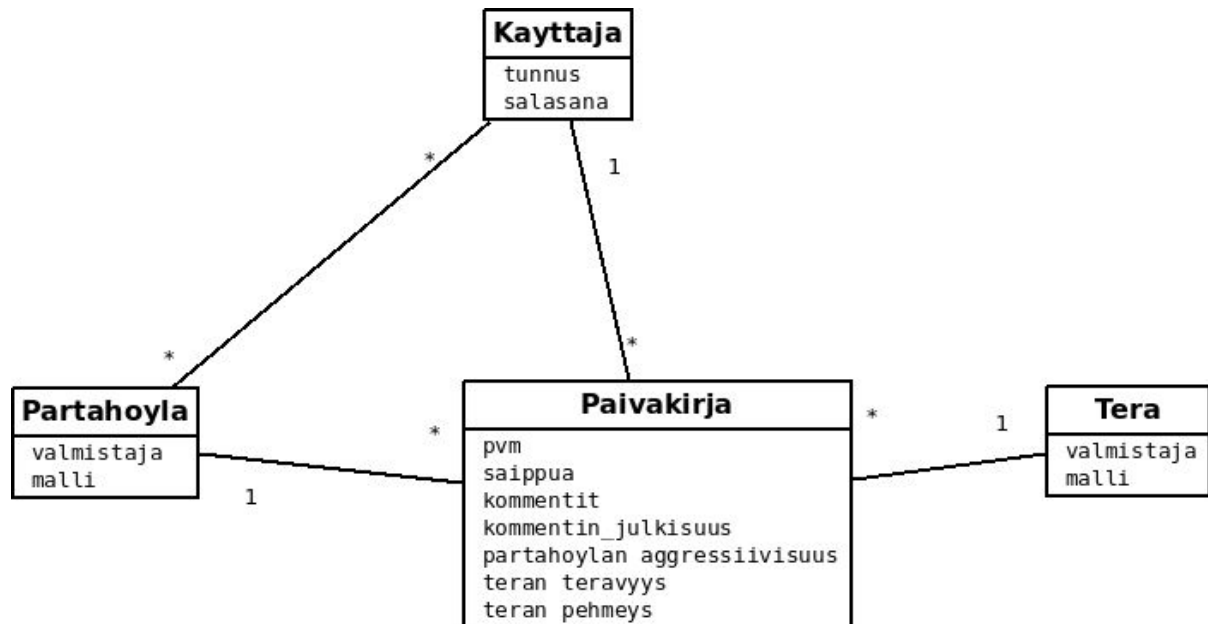 Kayttaja
tunnus
salasana
*
1
*
*
Partahoyla
valmistaja
malli
1
*
Paivakirja
pvm
saippua
kommentit
kommentin_julkisuus
partahoylan aggressiivisuus
teran teravyys
teran pehmeys
*
1
Tera
valmistaja
malli